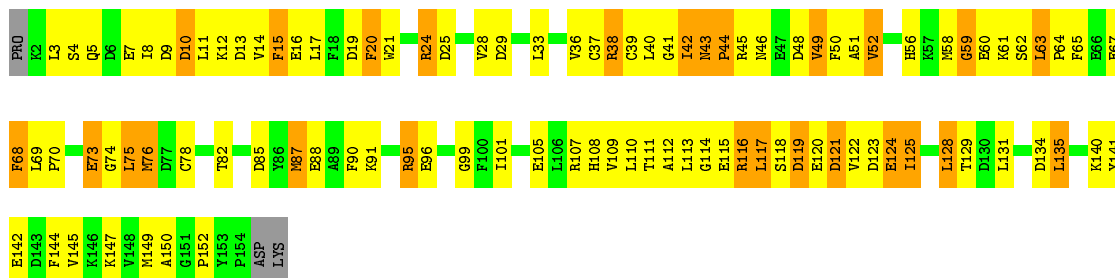 PRO K2 L3 S4 Q5 D6 E7 I8 D9 D10 L11 K12 D13 V14 F15 E16 L17 F18 D19 F20 W21 R24 D25 V28 D29 L33 V36 C37 R38 C39 L40 G41 I42 N43 P44 R45 N46 E47 D48 V49 F50 A51 V52 H56 K57 M58 G59 E60 K61 S62 L63 P64 F65 E66 E67
F68 L69 P70 E73 G74 L75 M76 D77 C78 T82 D85 Y86 M87 E88 A89 F90 K91 R95 E96 G99 F100 I101 E105 L106 R107 H108 V109 L110 T111 A112 L113 G114 E115 R116 L117 S118 D119 E120 D121 V122 D123 E124 I125 L128 T129 D130 L131 D134 L135 K140 Y141
E142 D143 F144 V145 K146 K147 V148 M149 A150 G151 P152 Y153 P154 ASP LYS